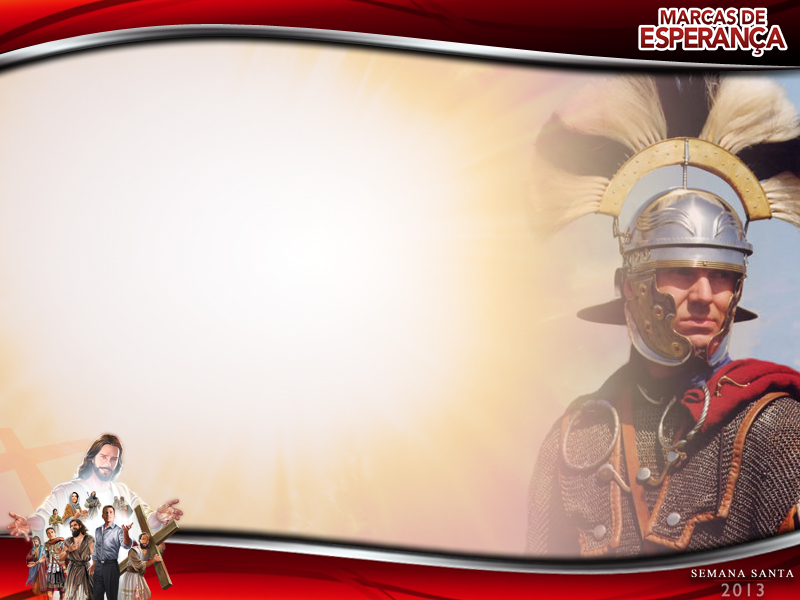 MARCAS DE
ESPERANÇA
SEMANA SANTA
2013